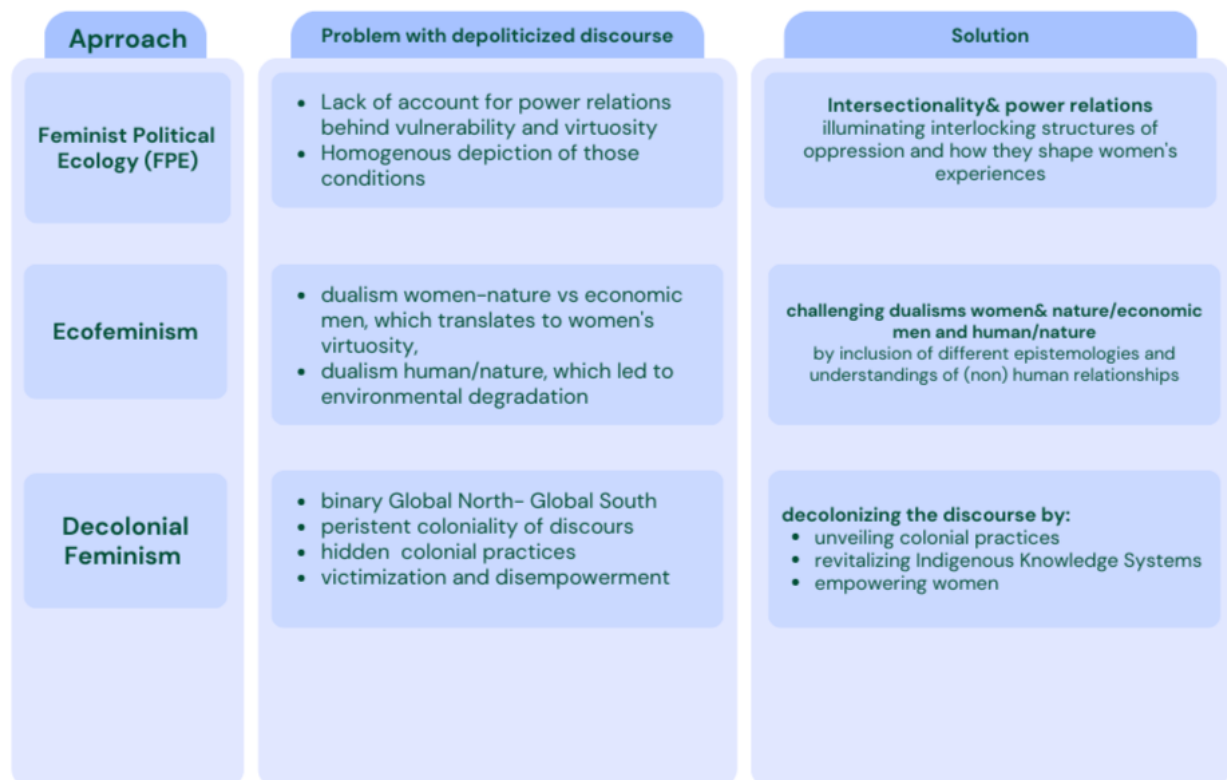 Aprroach
Problem with depoliticized discourse
Solution
Feminist Political
Ecology (FPE)
• Lack of account for power relations
behind vulnerability and virtuosity
• Homogenous depiction of those
conditions
Intersectionality& power relations
illuminating interlocking structures of
oppression and how they shape women's
experiences
Ecofeminism
• dualism women-nature vs economic
men, which translates to women's
virtuosity,
• dualism human/nature, which led to
environmental degradation
challenging dualisms women& nature/economic
men and human/nature
by inclusion of different epistemologies and
understandings of (non) human relationships
Decolonial
Feminism
• binary Global North- Global South
• peristent coloniality of discours
• hidden colonial practices
• victimization and disempowerment
decolonizing the discourse by:
• unveiling colonial practices
• revitalizing Indigenous Knowledge Systems
• empowering women